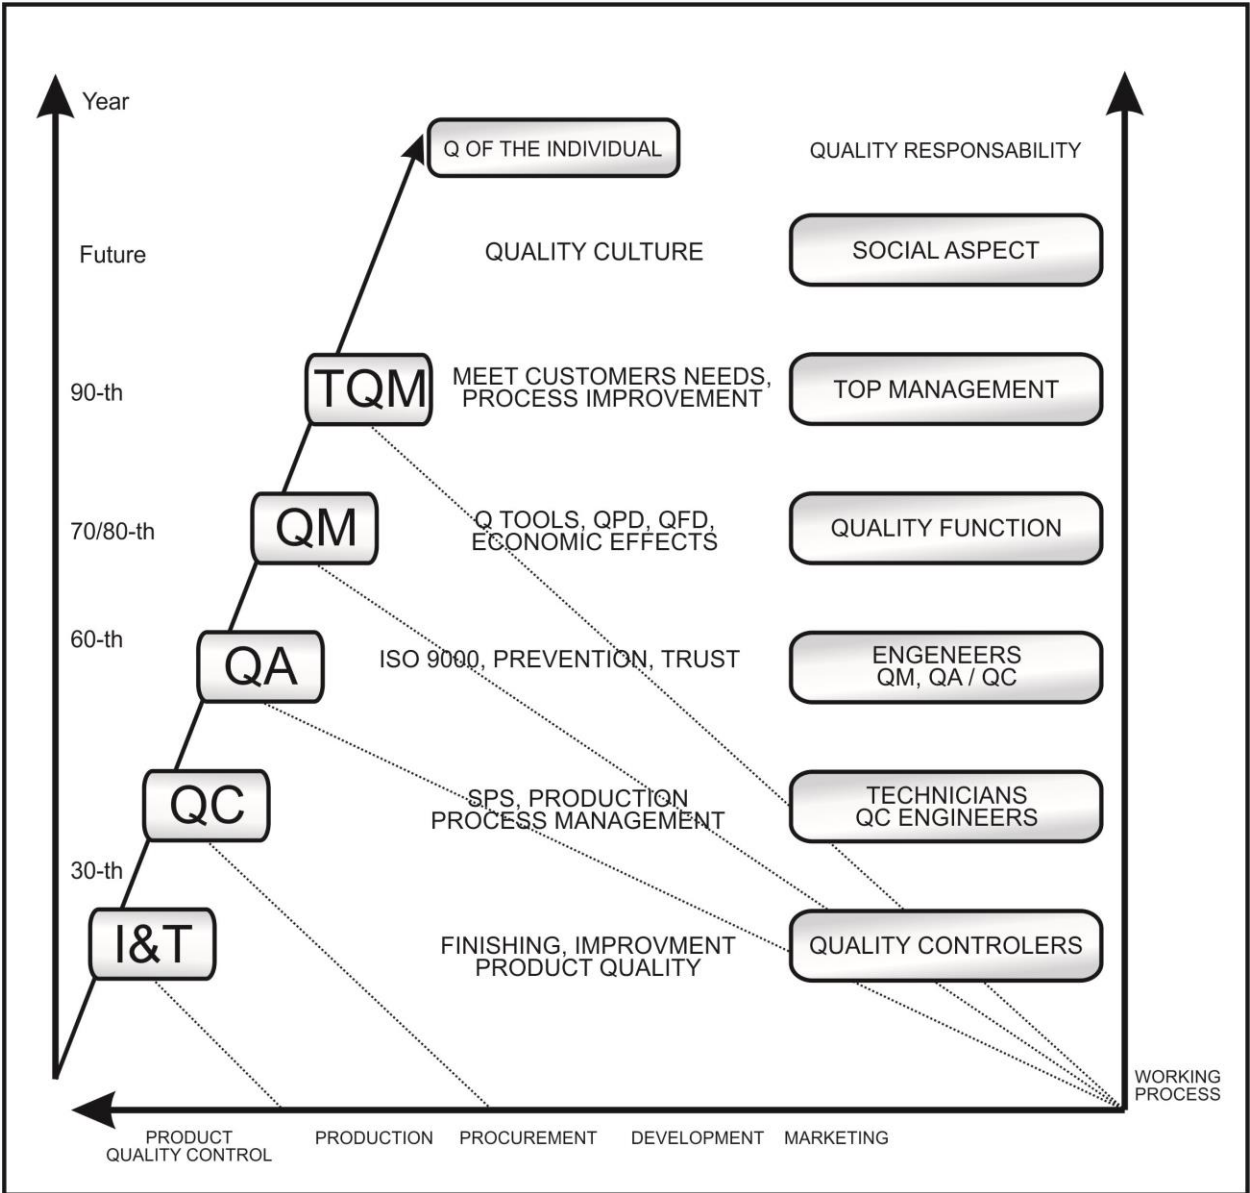 Year
Q OF THE INDIVIDUAL
QUALITY RESPONSABILITY
Future
QUALITY CULTURE
SOCIAL ASPECT
90-th
TQM
MEET CUSTOMERS NEEDS,
PROCESS IMPROVEMENT
TOP MANAGEMENT
70/80-th
QM
Q TOOLS, QPD, QFD,
ECONOMIC EFFECTS
QUALITY FUNCTION
60-th
QA
ISO 9000, PREVENTION, TRUST
ENGENEERS
QM, QA / QC
QC
SPS, PRODUCTION
PROCESS MANAGEMENT
TECHNICIANS
QC ENGINEERS
30-th
I&T
FINISHING, IMPROVMENT
PRODUCT QUALITY
QUALITY CONTROLERS
WORKING
PROCESS
PRODUCT
QUALITY CONTROL
PRODUCTION
PROCUREMENT
DEVELOPMENT
MARKETING